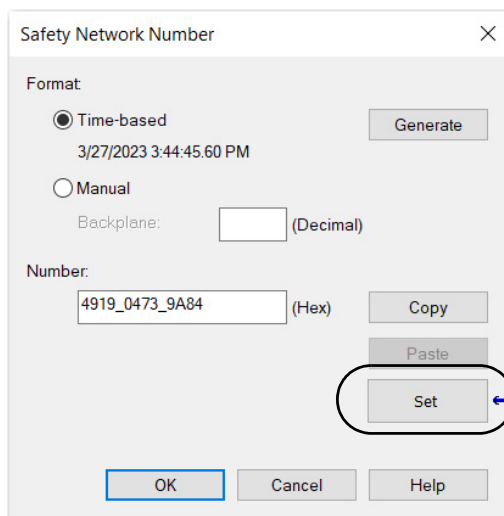 Safety Network Number
Format:
Time-based
Generate
3/27/2023 3:44:45.60 PM
Manual
Backplane:
(Decimal)
Number:
4919_0473_9A84
(Hex)
Copy
Paste
Set
OK
Cancel
Help